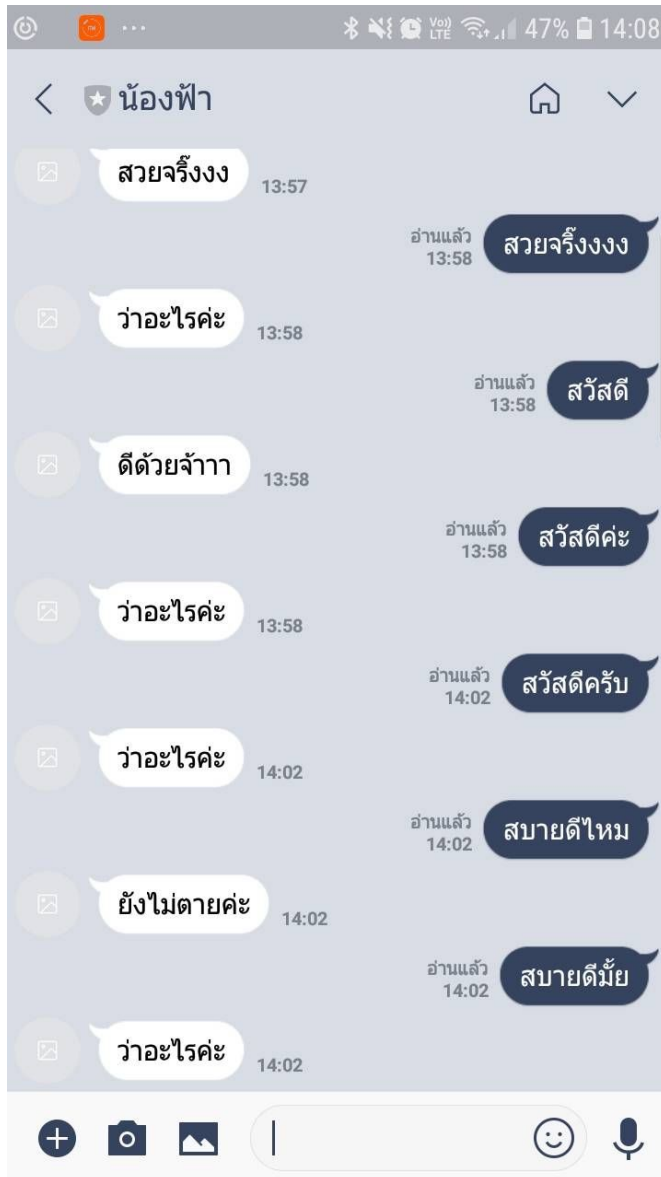 47% 14:08
น้องฟ้า
สวยจริ๊งงง
13:57
อ่านแล้ว
13:58
สวยจริ๊งงงง
ว่าอะไรค่ะ
13:58
อ่านแล้ว
13:58
สวัสดี
ดีด้วยจ้าาา
13:58
อ่านแล้ว
13:58
สวัสดีค่ะ
ว่าอะไรค่ะ
13:58
อ่านแล้ว
14:02
สวัสดีครับ
ว่าอะไรค่ะ
14:02
อ่านแล้ว
14:02
สบายดีไหม
ยังไม่ตายค่ะ
14:02
อ่านแล้ว
14:02
สบายดีมั้ย
ว่าอะไรค่ะ
14:02